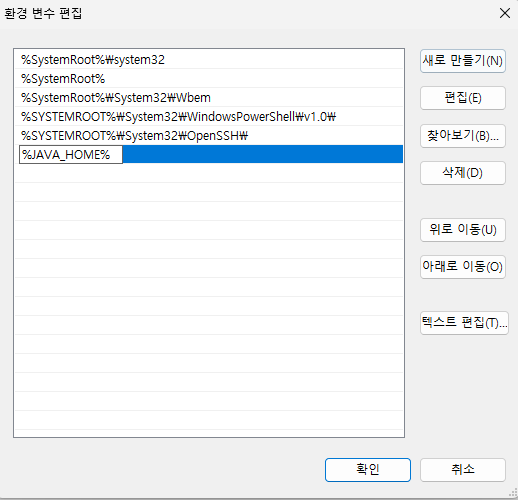 환경 변수 편집
%SystemRoot%₩system32
%SystemRoot%
%SystemRoot%₩System32₩Wbem
%SYSTEMROOT%₩System32₩WindowsPowerShell₩v1.0₩
%SYSTEMROOT%₩System32₩OpenSSH₩
%JAVA_HOME%
새로 만들기(N)
편집(E)
찾아보기(B)...
삭제(D)
위로 이동(U)
아래로 이동(O)
텍스트 편집(T)...
확인
취소